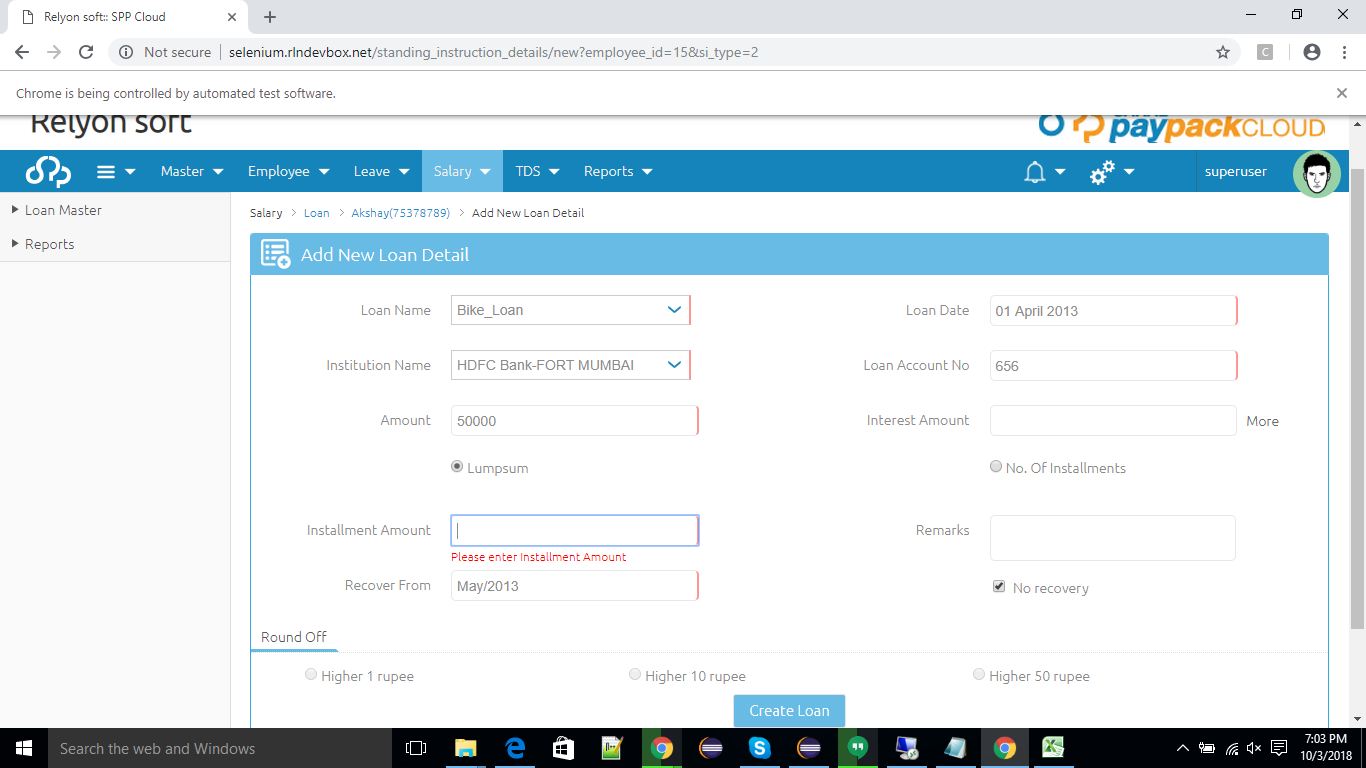 Relyon soft:: SPP Cloud
Not secure | selenium.rlndevbox.net/standing_instruction_details/new?employee_id=15&si_type=2
C
Chrome is being controlled by automated test software.
Relyon soft
paypackCLOUD
Master Employee Leave Salary TDS Reports superuser
Loan Master
Reports
Salary > Loan > Akshay(75378789) > Add New Loan Detail
Add New Loan Detail
Loan Name Bike_Loan Loan Date 01 April 2013
Institution Name HDFC Bank-FORT MUMBAI Loan Account No 656
Amount 50000 Interest Amount More
Lumpsum No. Of Installments
Installment Amount Remarks
Please enter Installment Amount
Recover From May/2013 No recovery
Round Off
Higher 1 rupee Higher 10 rupee Higher 50 rupee
Create Loan
Search the web and Windows
7:03 PM
10/3/2018